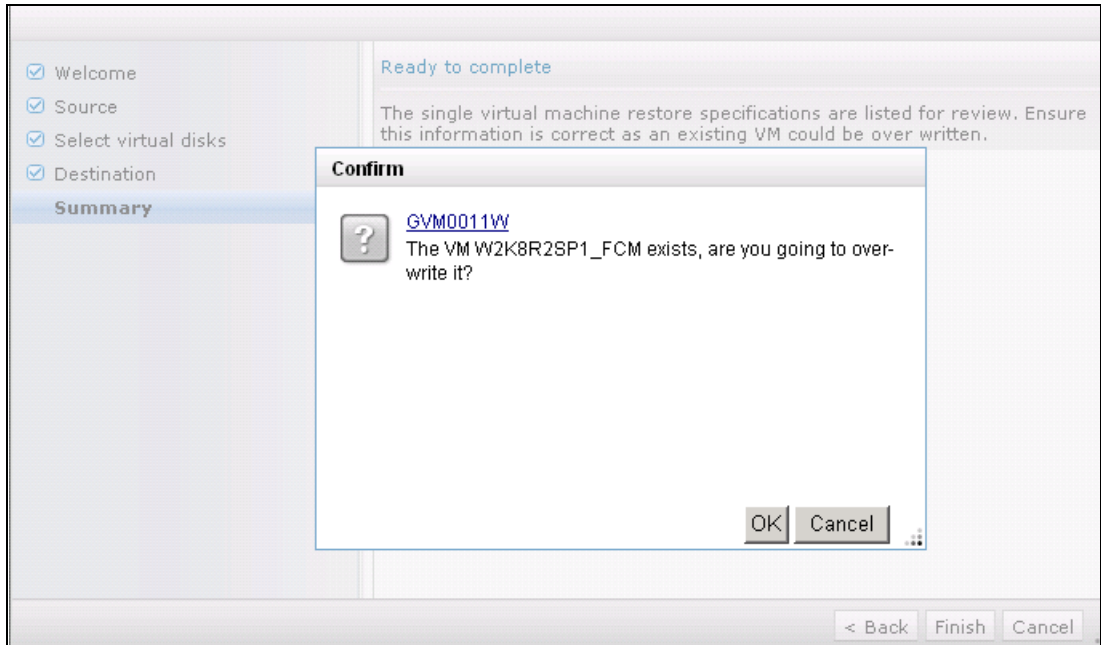 Welcome
Source
Select virtual disks
Destination
Summary
Ready to complete
The single virtual machine restore specifications are listed for review. Ensure
this information is correct as an existing VM could be over written.
Confirm
?
GVM0011W
The VM W2K8R2SP1_FCM exists, are you going to over-
write it?
OK Cancel
< Back Finish Cancel